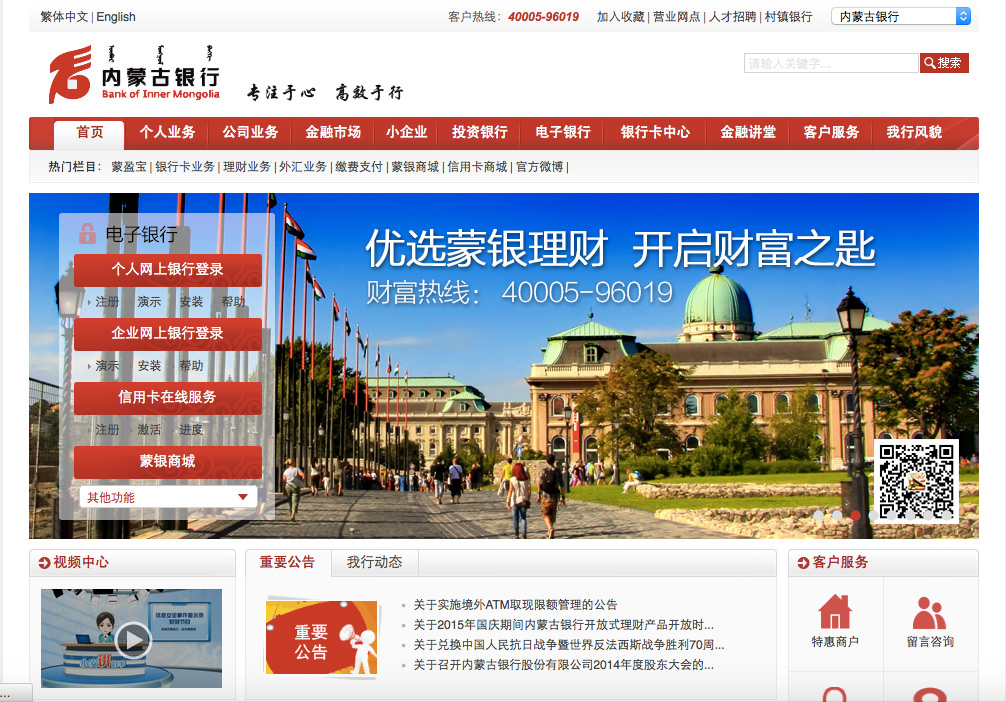 繁体中文 | English
客户热线：40005-96019 加入收藏 | 营业网点 | 人才招聘 | 村镇银行 内蒙古银行
内蒙古银行
Bank of Inner Mongolia
专注于心 高效于行
请输入关键字...
搜索
首页 个人业务 公司业务 金融市场 小企业 投资银行 电子银行 银行卡中心 金融讲堂 客户服务 我行风貌
热门栏目： 蒙盈宝 | 银行卡业务 | 理财业务 | 外汇业务 | 缴费支付 | 蒙银商城 | 信用卡商城 | 官方微博 |
电子银行
个人网上银行登录
注册 演示 安装 帮助
企业网上银行登录
演示 安装 帮助
信用卡在线服务
注册 激活 进度
蒙银商城
其他功能
优选蒙银理财 开启财富之匙
财富热线： 40005-96019
视频中心
重要公告 我行动态
客户服务
重要
公告
关于实施境外ATM取现限额管理的公告
关于2015年国庆期间内蒙古银行开放式理财产品开放时...
关于兑换中国人民抗日战争暨世界反法西斯战争胜利70周...
关于召开内蒙古银行股份有限公司2014年度股东大会的...
特惠商户 留言咨询